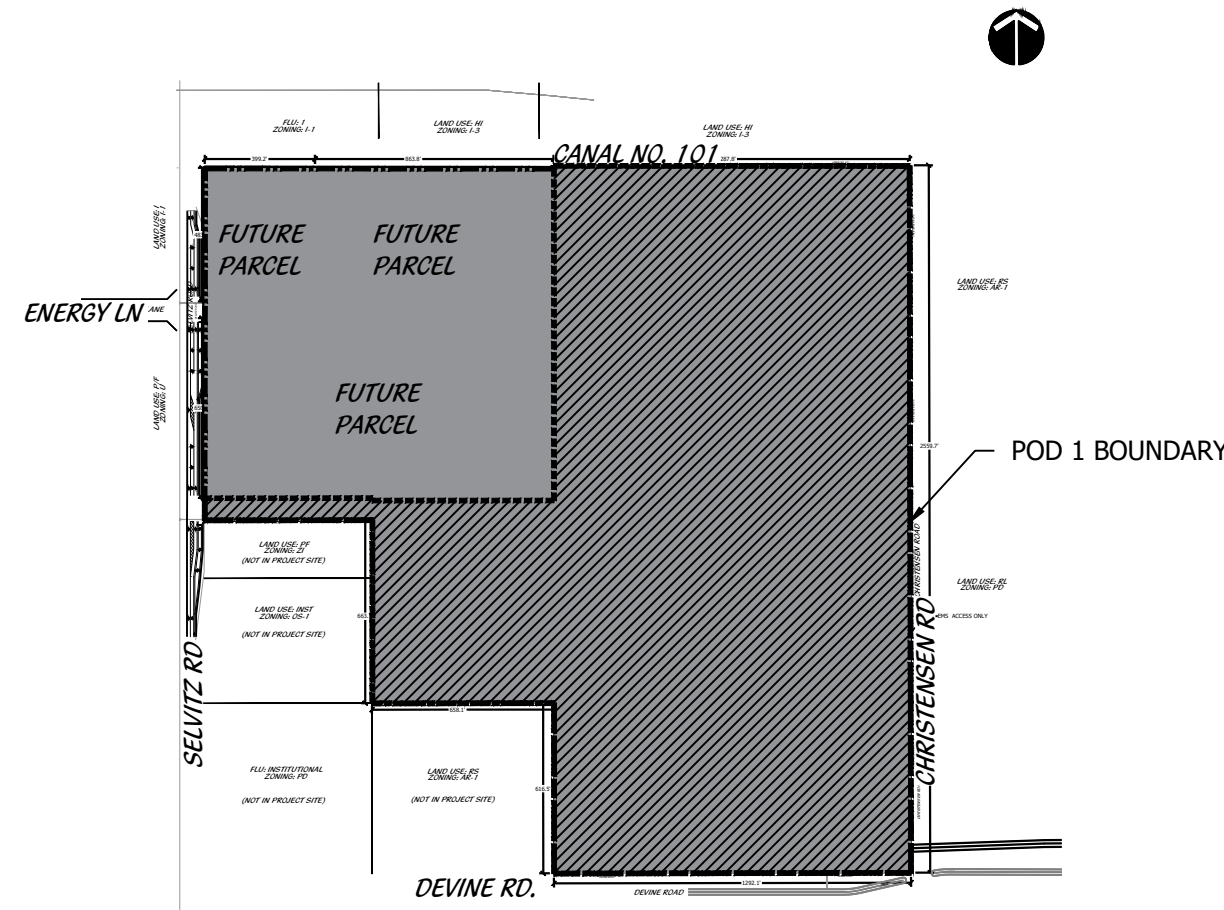 FLU: 1
ZONING: I-1
LAND USE: HI
ZONING: I-3
LAND USE: HI
ZONING: I-3
399.2'
863.8'
CANAL NO. 101
287.8'
LAND USE: I
ZONING: I-1
FUTURE
PARCEL
FUTURE
PARCEL
LAND USE: RS
ZONING: AR-1
ENERGY LN
ANE
LAND USE: P/F
ZONING: U
FUTURE
PARCEL
2559.7'
POD 1 BOUNDARY
CHRISTENSEN ROAD
LAND USE: PF
ZONING: ZI
(NOT IN PROJECT SITE)
LAND USE: RL
ZONING: PD
EMS ACCESS ONLY
LAND USE: INST
ZONING: OS-1
(NOT IN PROJECT SITE)
SELVITZ RD
CHRISTENSEN RD
658.1'
FLU: INSTITUTIONAL
ZONING: PD
(NOT IN PROJECT SITE)
LAND USE: RS
ZONING: AR-1
(NOT IN PROJECT SITE)
616.5'
1292.1'
DEVINE RD.
DEVINE ROAD